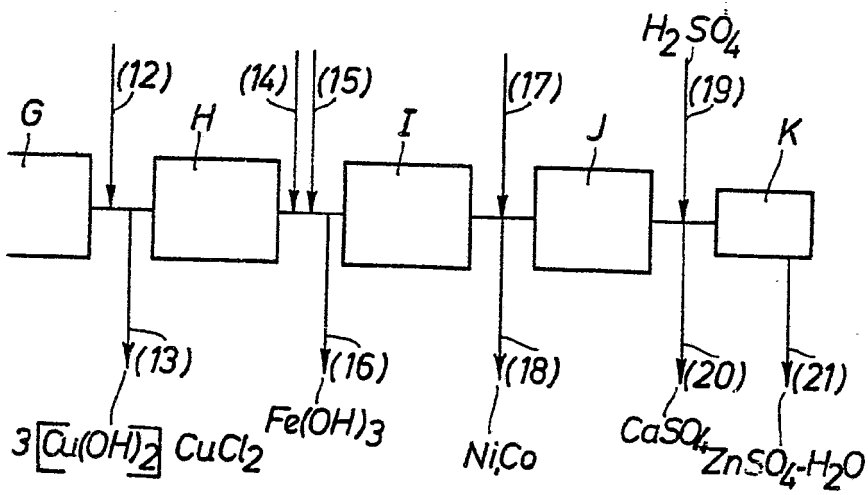 H₂SO₄
(12) (14) (15) (17) (19)
G H I J K
(13) (16) (18) (20) (21)
3[Cu(OH)₂] CuCl₂ Fe(OH)₃ Ni,Co CaSO₄ ZnSO₄-H₂O